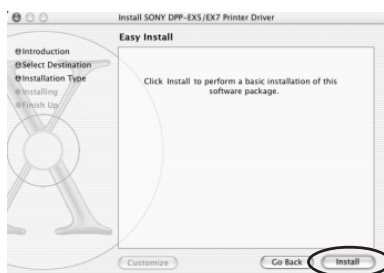 Install SONY DPP-EX5/EX7 Printer Driver
Easy Install
Introduction
Select Destination
Installation Type
Installing
Finish Up
Click Install to perform a basic installation of this
software package.
Customize
Go Back
Install